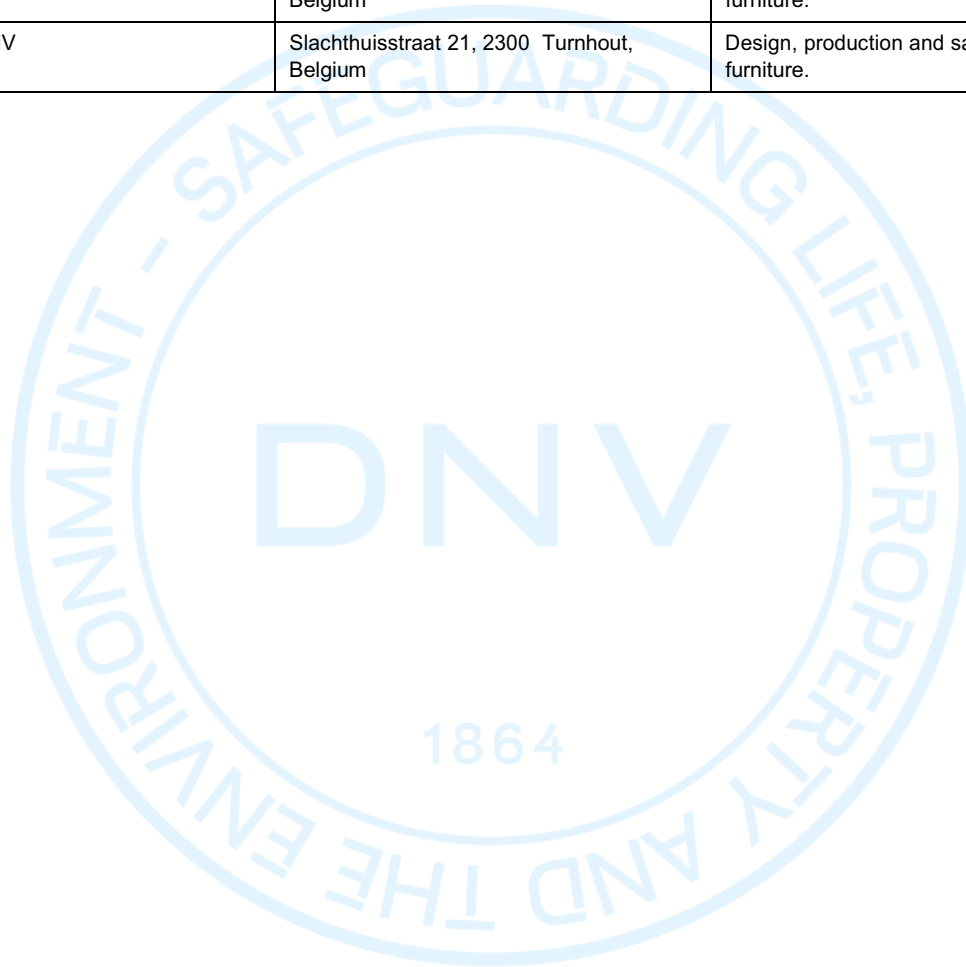 Belgium furniture.
Slachthuisstraat 21, 2300 Turnhout, Design, production and sa
Belgium furniture.
SAFEGUARDING LIFE, PROPERTY AND THE ENVIRONMENT -
DNV
1864